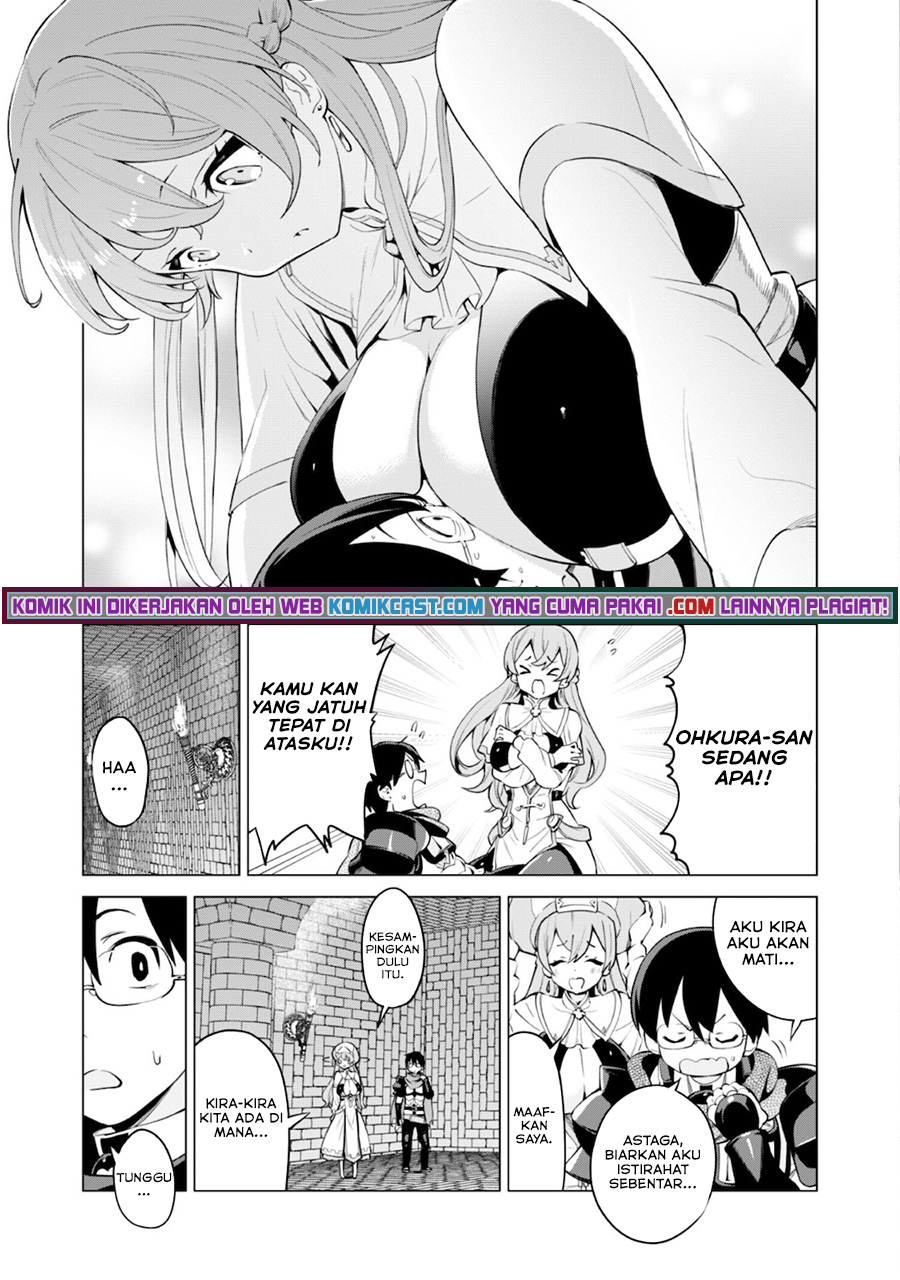 KOMIK INI DIKERJAKAN OLEH WEB KOMIKCAST.COM YANG CUMA PAKAI .COM LAINNYA PLAGIAT!
OHKURA-SAN
SEDANG
APA!!
KAMU KAN
YANG JATUH
TEPAT DI
ATASKU!!
HAA
...
AKU KIRA
AKU AKAN
MATI...
ASTAGA,
BIARKAN AKU
ISTIRAHAT
SEBENTAR...
MAAF-
KAN
SAYA.
KESAM-
PINGKAN
DULU
ITU.
KIRA-KIRA
KITA ADA DI
MANA...
TUNGGU
...